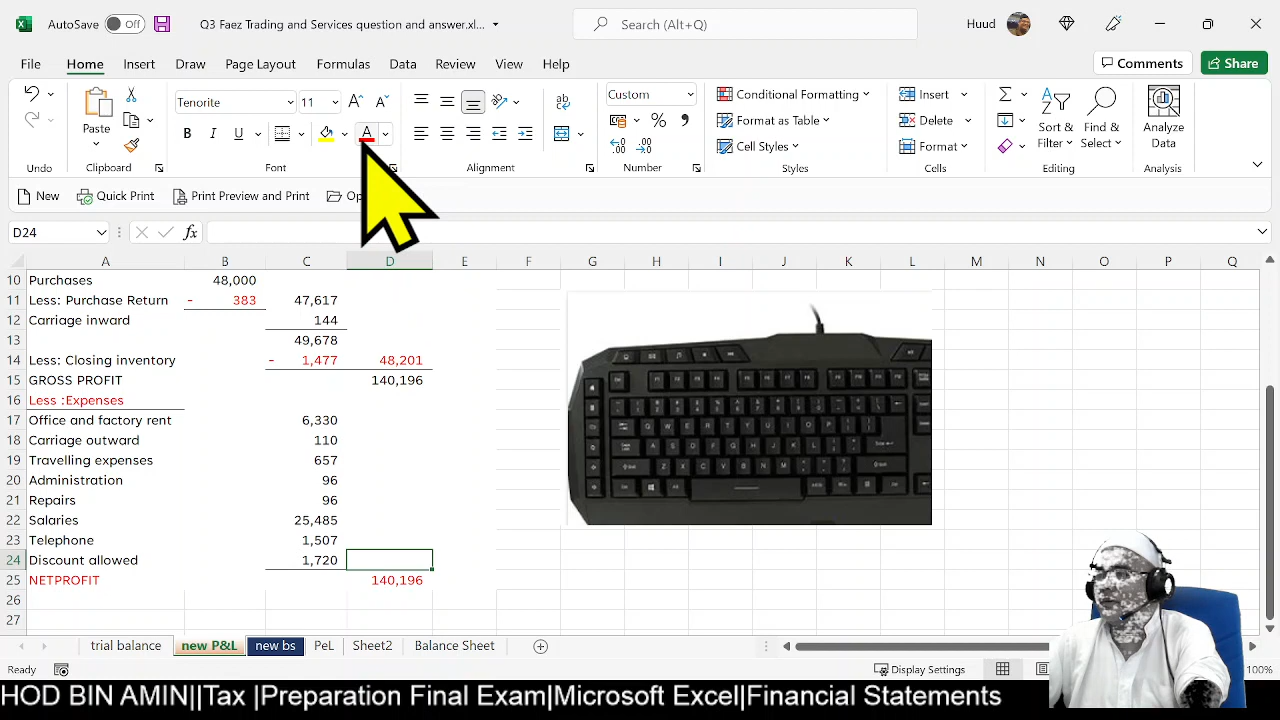 AutoSave Off Q3 Faez Trading and Services question and answer.xl... Search (Alt+Q) Huud
File Home Insert Draw Page Layout Formulas Data Review View Help Comments Share
Tenorite 11 Custom Conditional Formatting Insert
Paste B I U A % Format as Table Delete Sort & Filter Find & Select Analyze Data
Cell Styles Format
Undo Clipboard Font Alignment Number Styles Cells Editing Analysis
New Quick Print Print Preview and Print
D24 fx
A B C D E F G H I J K L M N O P Q
10 Purchases 48,000
11 Less: Purchase Return - 383 47,617
12 Carriage inward 144
13 49,678
14 Less: Closing inventory - 1,477 48,201
15 GROSS PROFIT 140,196
16 Less :Expenses
17 Office and factory rent 6,330
18 Carriage outward 110
19 Travelling expenses 657
20 Administration 96
21 Repairs 96
22 Salaries 25,485
23 Telephone 1,507
24 Discount allowed 1,720
25 NETPROFIT 140,196
26
27
trial balance new P&L new bs PeL Sheet2 Balance Sheet
Ready Display Settings 100%
HOD BIN AMIN||Tax |Preparation Final Exam|Microsoft Excel|Financial Statements